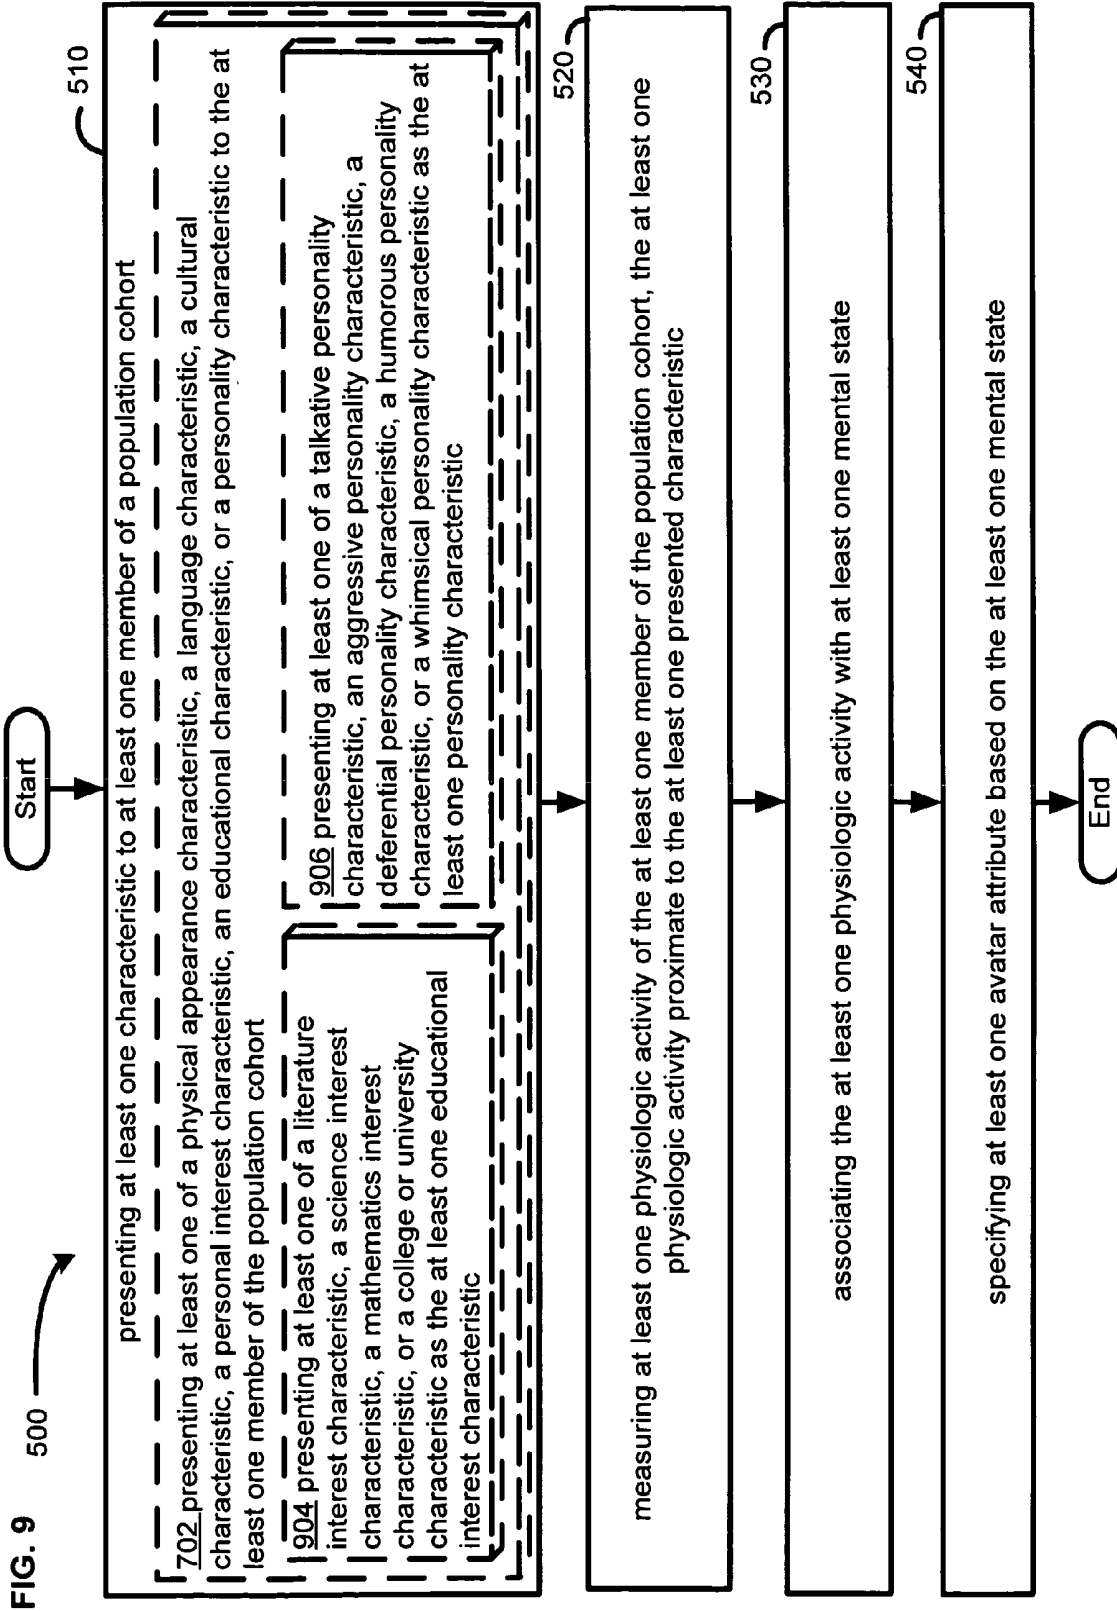 FIG. 9
500
Start
510
presenting at least one characteristic to at least one member of a population cohort
702 presenting at least one of a physical appearance characteristic, a language characteristic, a cultural
characteristic, a personal interest characteristic, an educational characteristic, or a personality characteristic to the at
least one member of the population cohort
904 presenting at least one of a literature
interest characteristic, a science interest
characteristic, a mathematics interest
characteristic, or a college or university
characteristic as the at least one educational
interest characteristic
906 presenting at least one of a talkative personality
characteristic, an aggressive personality characteristic, a
deferential personality characteristic, a humorous personality
characteristic, or a whimsical personality characteristic as the at
least one personality characteristic
520
measuring at least one physiologic activity of the at least one member of the population cohort, the at least one
physiologic activity proximate to the at least one presented characteristic
530
associating the at least one physiologic activity with at least one mental state
540
specifying at least one avatar attribute based on the at least one mental state
End